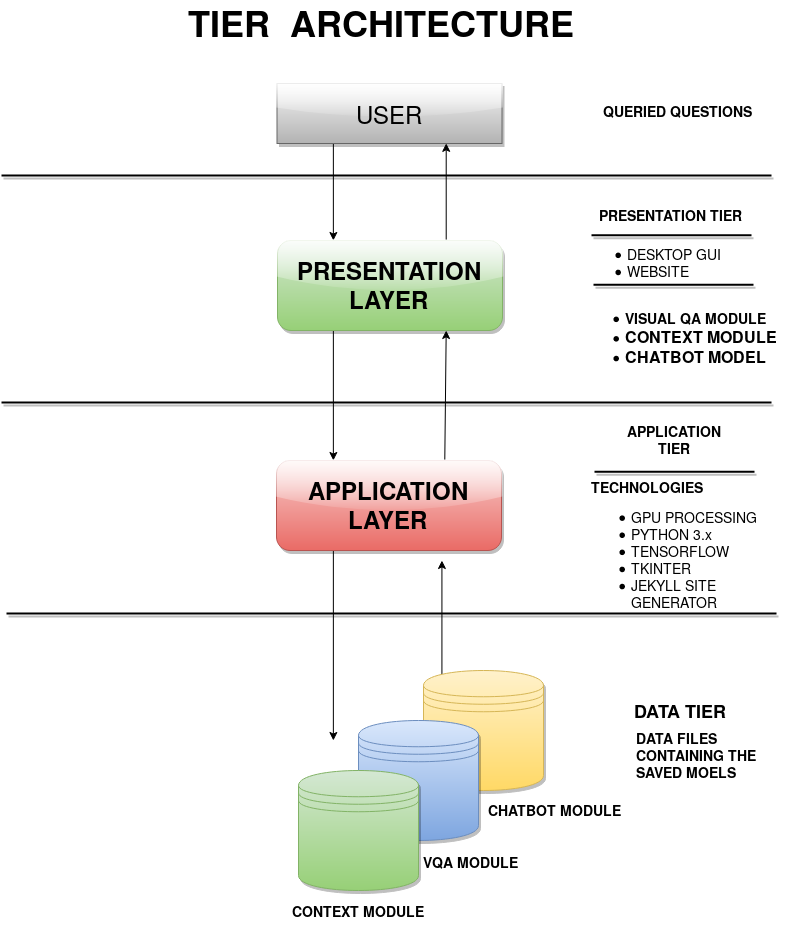 TIER ARCHITECTURE
USER
QUERIED QUESTIONS
PRESENTATION TIER
• DESKTOP GUI
• WEBSITE
PRESENTATION
LAYER
• VISUAL QA MODULE
• CONTEXT MODULE
• CHATBOT MODEL
APPLICATION
TIER
TECHNOLOGIES
APPLICATION
LAYER
• GPU PROCESSING
• PYTHON 3.x
• TENSORFLOW
• TKINTER
• JEKYLL SITE
GENERATOR
DATA TIER
DATA FILES
CONTAINING THE
SAVED MOELS
CHATBOT MODULE
VQA MODULE
CONTEXT MODULE